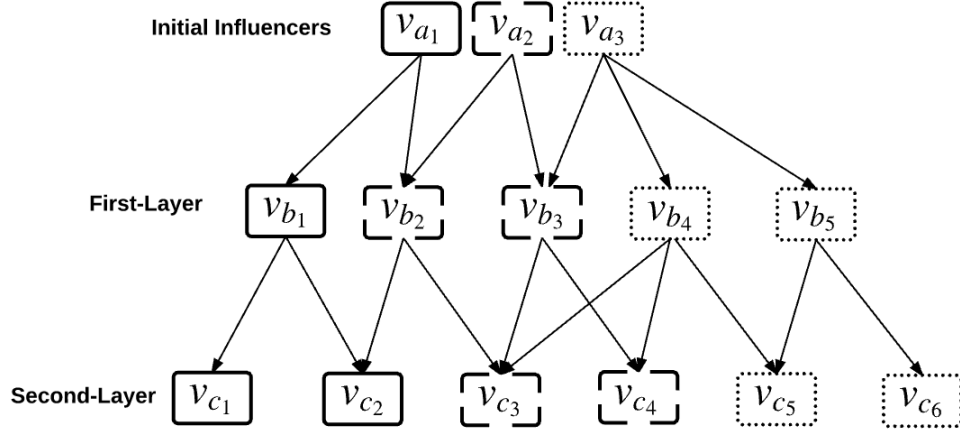 Initial Influencers v_{a_1} v_{a_2} v_{a_3}
First-Layer v_{b_1} v_{b_2} v_{b_3} v_{b_4} v_{b_5}
Second-Layer v_{c_1} v_{c_2} v_{c_3} v_{c_4} v_{c_5} v_{c_6}